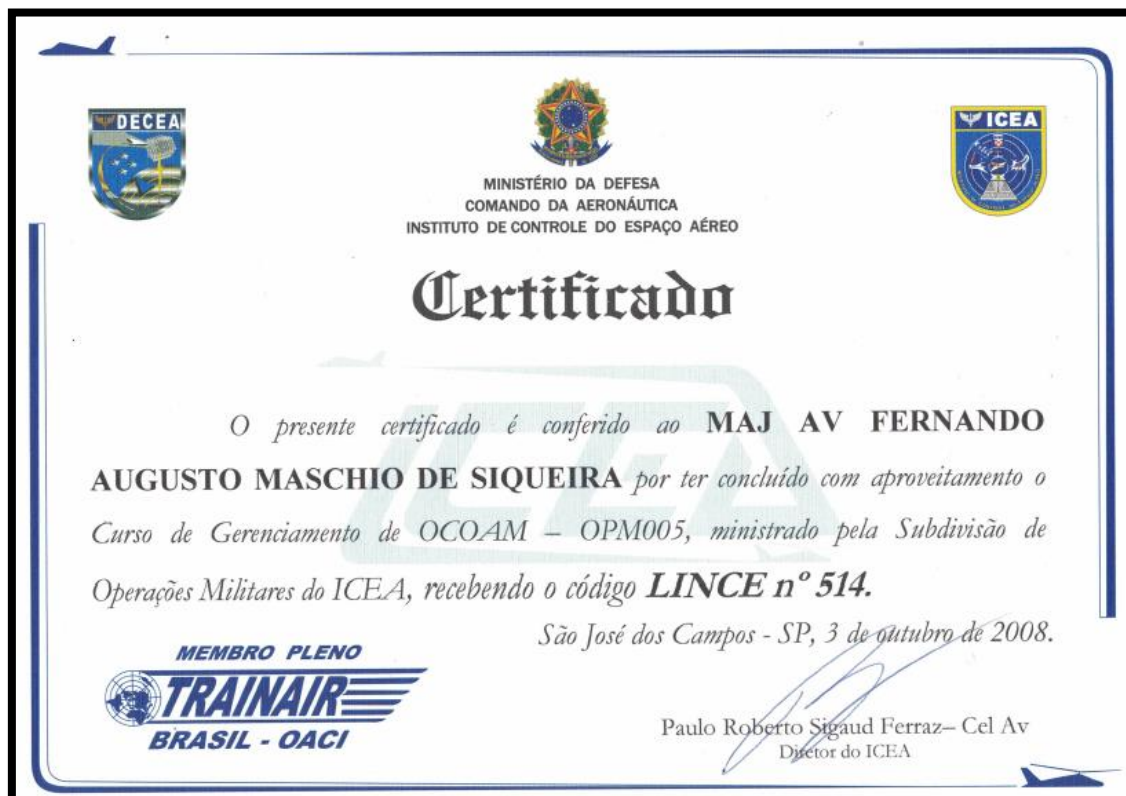 DECEA
ICEA
MINISTÉRIO DA DEFESA
COMANDO DA AERONÁUTICA
INSTITUTO DE CONTROLE DO ESPAÇO AÉREO
Certificado
ICEA
O presente certificado é conferido ao MAJ AV FERNANDO
AUGUSTO MASCHIO DE SIQUEIRA por ter concluído com aproveitamento o
Curso de Gerenciamento de OCOAM – OPM005, ministrado pela Subdivisão de
Operações Militares do ICEA, recebendo o código LINCE nº 514.
São José dos Campos - SP, 3 de outubro de 2008.
MEMBRO PLENO
TRAINAIR
BRASIL - OACI
Paulo Roberto Sigaud Ferraz– Cel Av
Diretor do ICEA